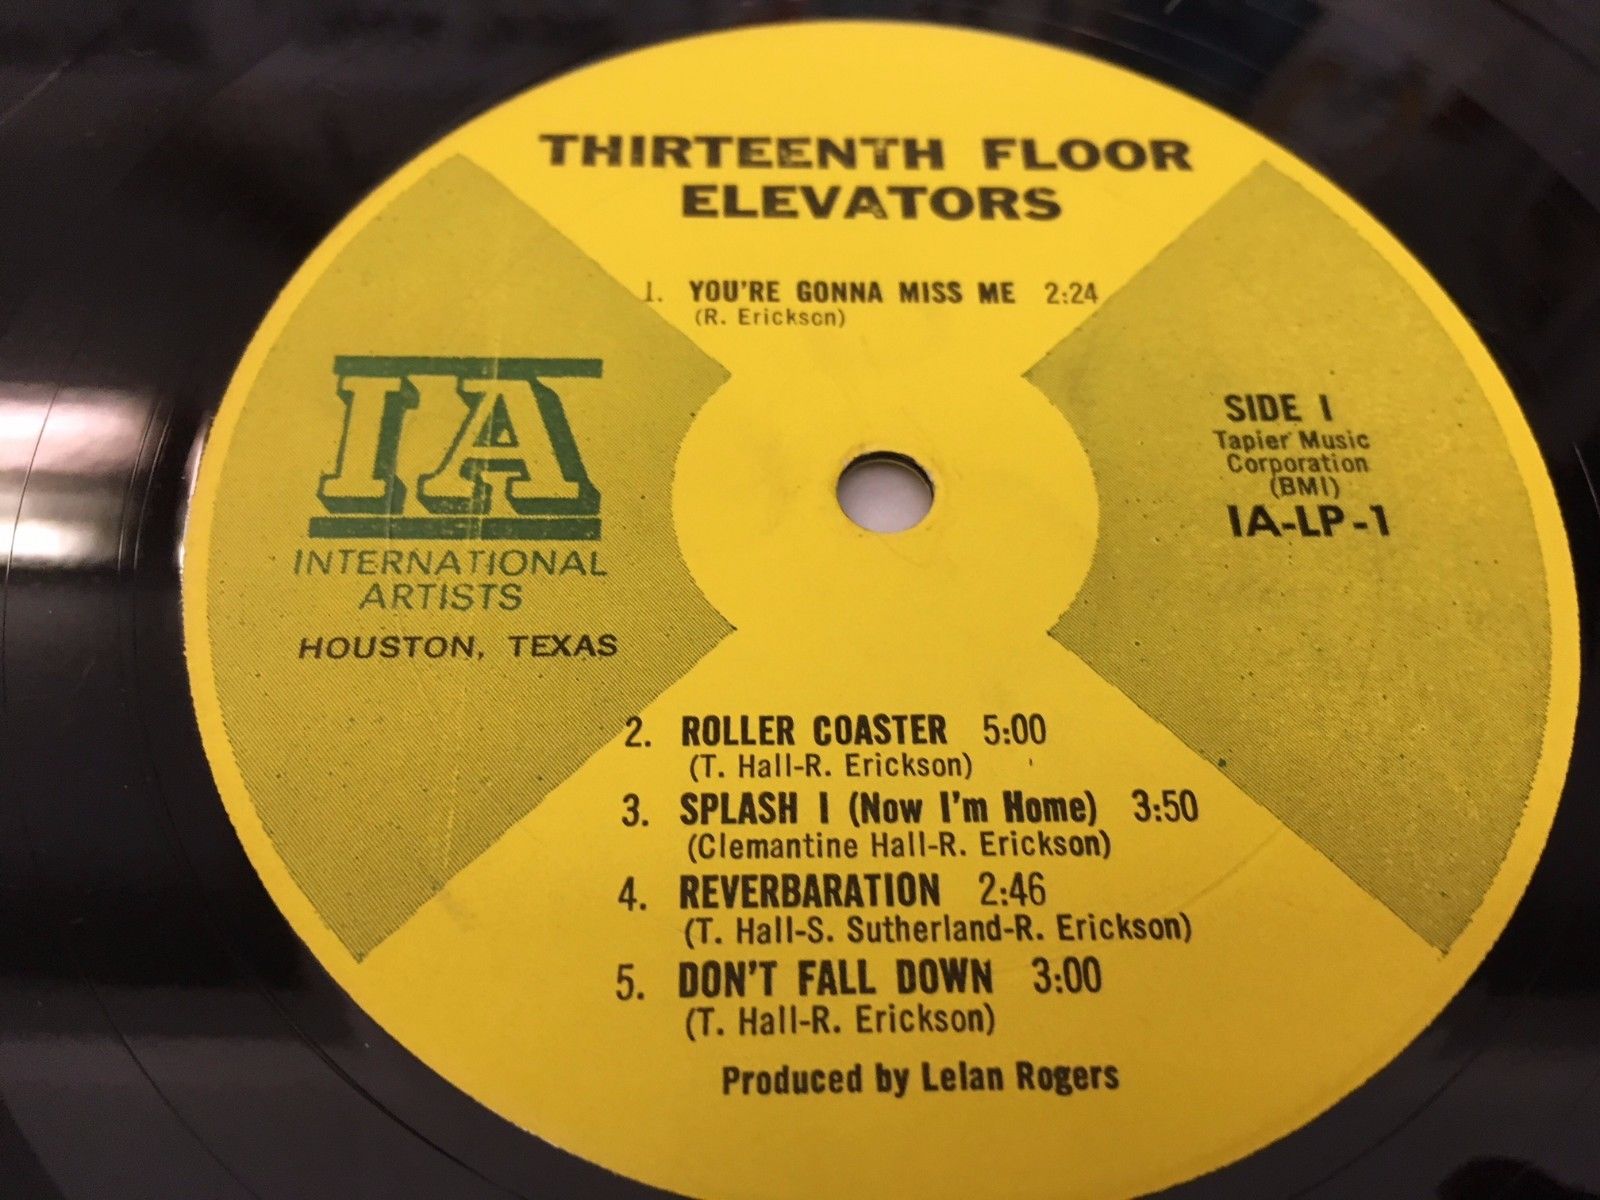 THIRTEENTH FLOOR
ELEVATORS
1. YOU'RE GONNA MISS ME 2:24
(R. Erickson)
IA
INTERNATIONAL
ARTISTS
HOUSTON, TEXAS
SIDE I
Tapier Music
Corporation
(BMI)
IA-LP-1
2. ROLLER COASTER 5:00
(T. Hall-R. Erickson)
3. SPLASH I (Now I'm Home) 3:50
(Clemantine Hall-R. Erickson)
4. REVERBARATION 2:46
(T. Hall-S. Sutherland-R. Erickson)
5. DON'T FALL DOWN 3:00
(T. Hall-R. Erickson)
Produced by Lelan Rogers